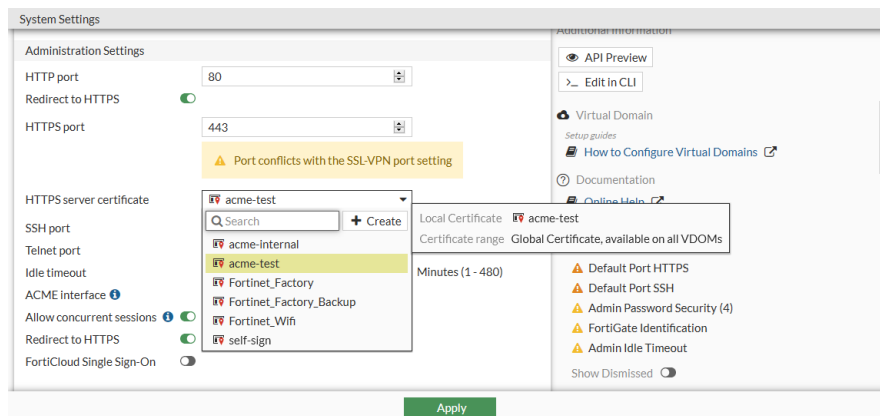 System Settings
Administration Settings
HTTP port
80
Redirect to HTTPS
HTTPS port
443
Port conflicts with the SSL-VPN port setting
HTTPS server certificate
acme-test
Search
+ Create
acme-internal
acme-test
Fortinet_Factory
Fortinet_Factory_Backup
Fortinet_Wifi
self-sign
Local Certificate acme-test
Certificate range Global Certificate, available on all VDOMs
SSH port
Telnet port
Idle timeout
Minutes (1 - 480)
ACME interface
Allow concurrent sessions
Redirect to HTTPS
FortiCloud Single Sign-On
Additional Information
API Preview
>_ Edit in CLI
Virtual Domain
Setup guides
How to Configure Virtual Domains
Documentation
Online Help
Default Port HTTPS
Default Port SSH
Admin Password Security (4)
FortiGate Identification
Admin Idle Timeout
Show Dismissed
Apply